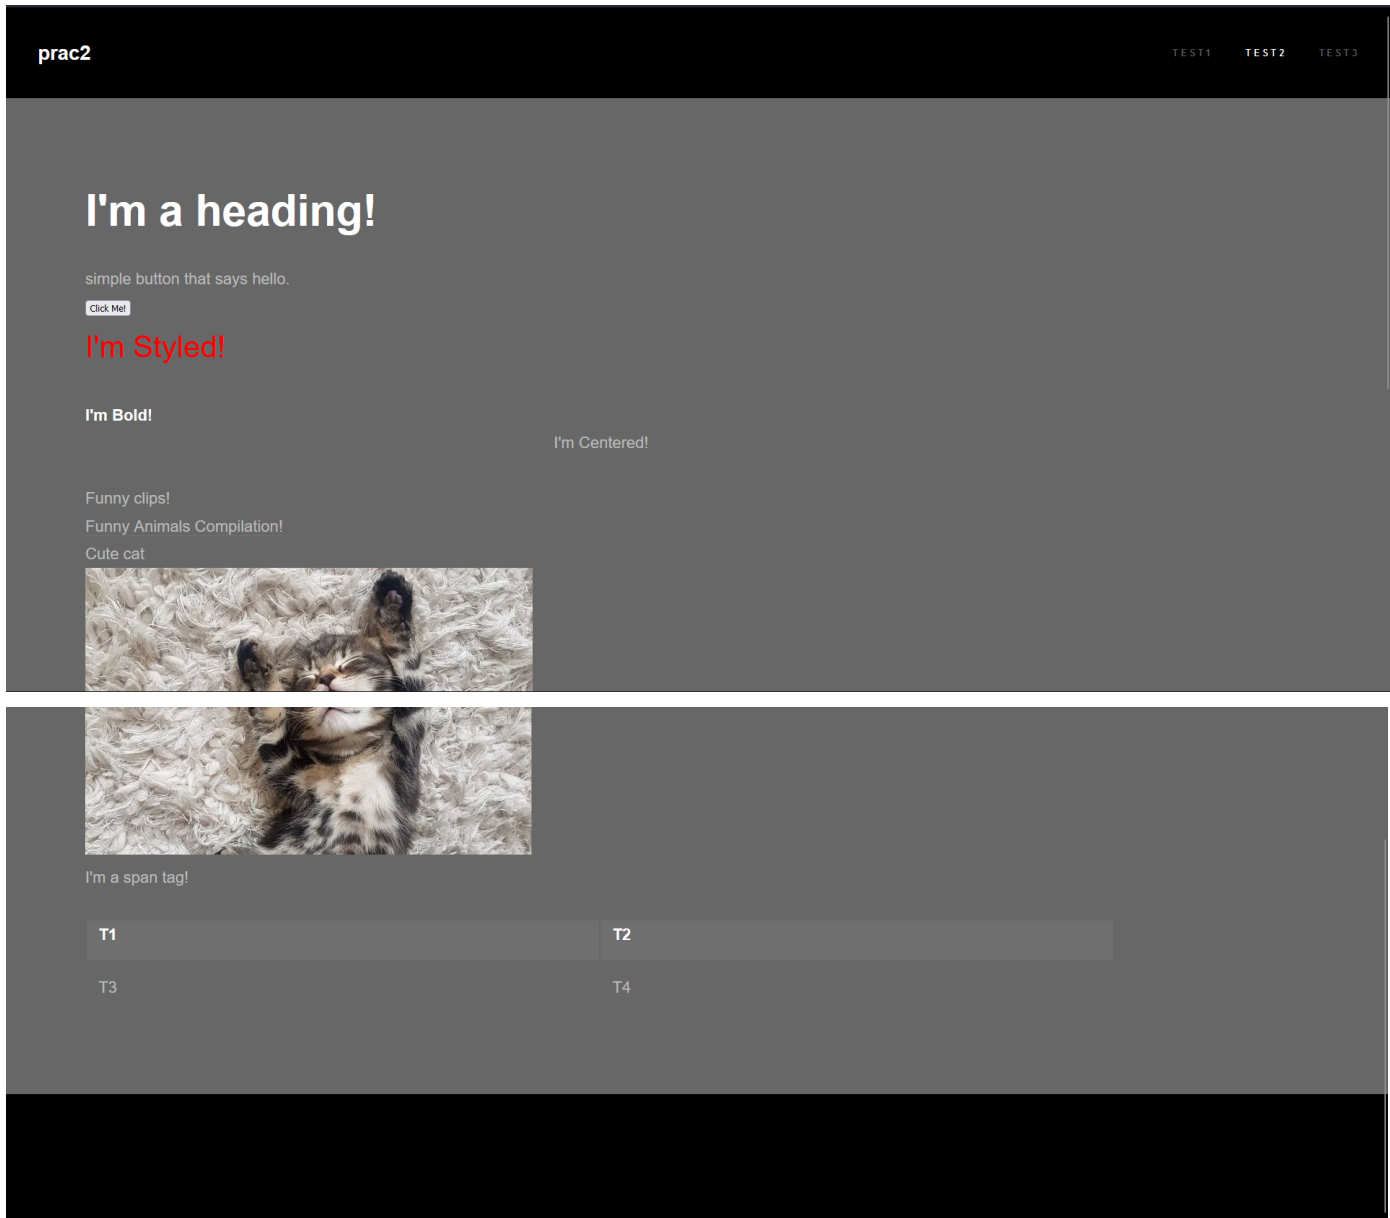 prac2
TEST1 TEST2 TEST3
I'm a heading!
simple button that says hello.
Click Me!
I'm Styled!
I'm Bold!
I'm Centered!
Funny clips!
Funny Animals Compilation!
Cute cat
I'm a span tag!
T1 T2
T3 T4